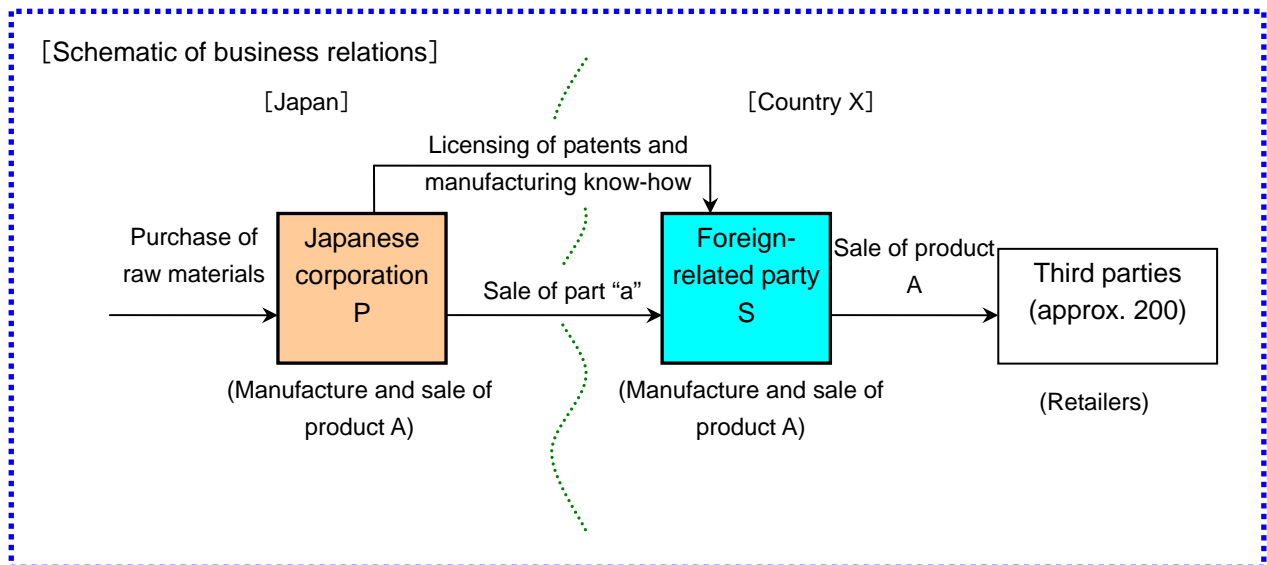 ［Schematic of business relations］
［Japan］
［Country X］
Licensing of patents and
manufacturing know-how
Purchase of
raw materials
Japanese
corporation
P
Sale of part “a”
Foreign-
related party
S
Sale of product
A
Third parties
(approx. 200)
(Manufacture and sale of
product A)
(Manufacture and sale of
product A)
(Retailers)